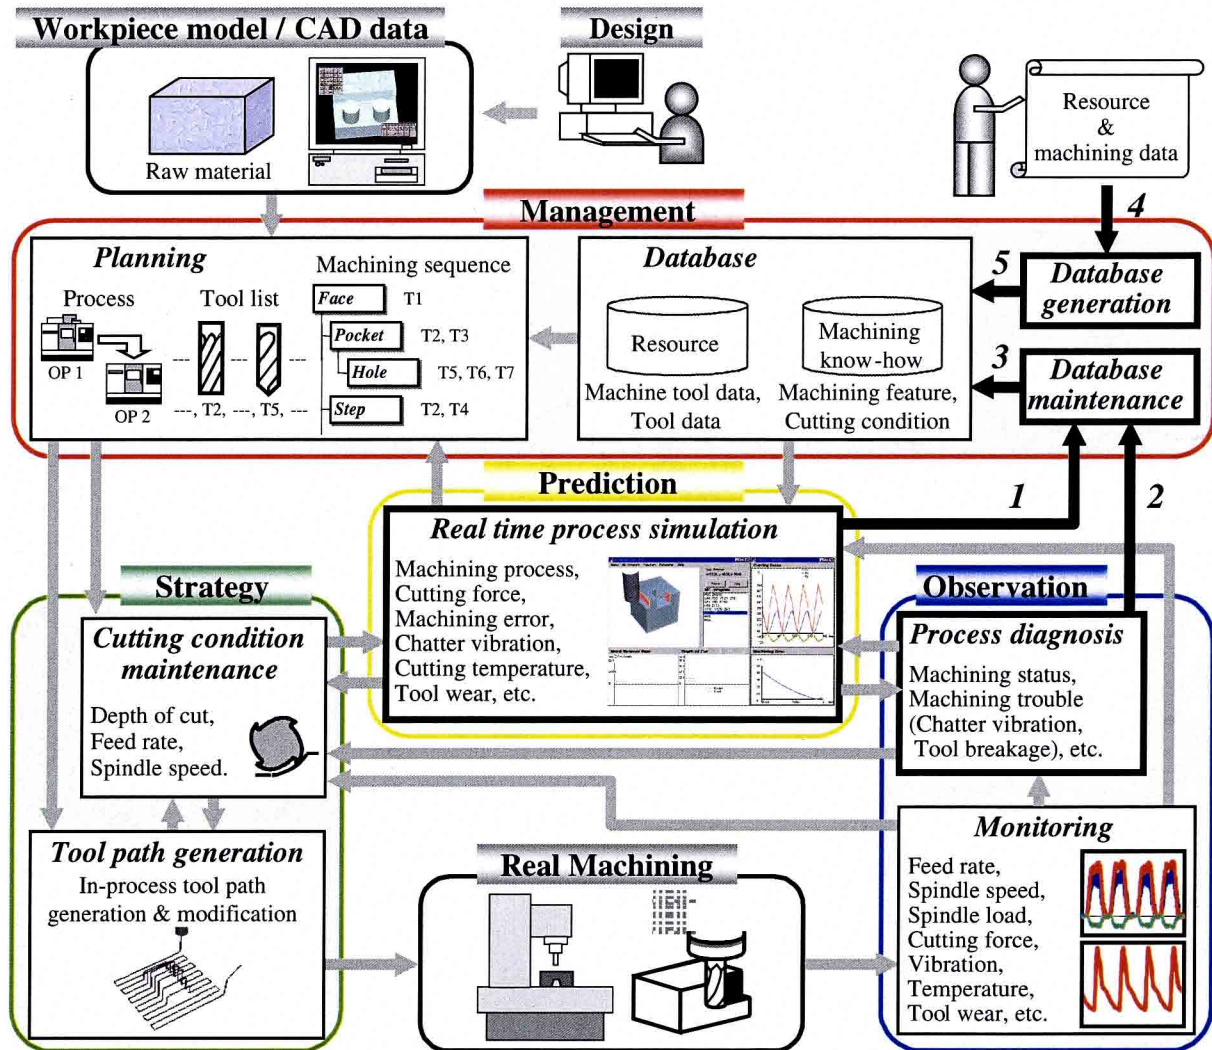 Workpiece model / CAD data
Design
Raw material
Resource
&
machining data
4
Management
Planning
Process
OP 1
OP 2
Tool list
---, T2, ---, T5, ---
Machining sequence
Face T1
Pocket T2, T3
Hole T5, T6, T7
Step T2, T4
Database
Resource
Machine tool data,
Tool data
Machining
know-how
Machining feature,
Cutting condition
5
Database
generation
3
Database
maintenance
1
2
Prediction
Real time process simulation
Machining process,
Cutting force,
Machining error,
Chatter vibration,
Cutting temperature,
Tool wear, etc.
Strategy
Cutting condition
maintenance
Depth of cut,
Feed rate,
Spindle speed.
Tool path generation
In-process tool path
generation & modification
Real Machining
Observation
Process diagnosis
Machining status,
Machining trouble
(Chatter vibration,
Tool breakage), etc.
Monitoring
Feed rate,
Spindle speed,
Spindle load,
Cutting force,
Vibration,
Temperature,
Tool wear, etc.